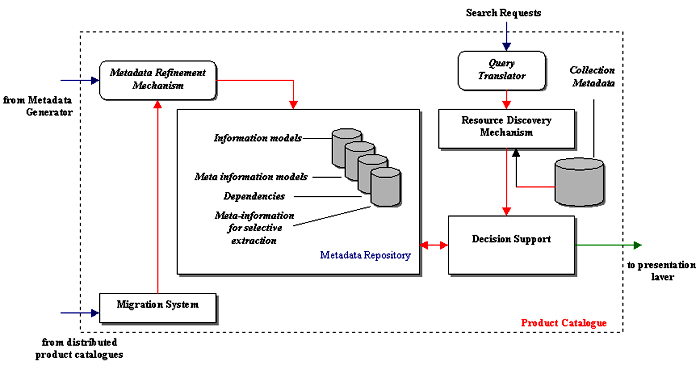 Search Requests
Metadata Refinement
Mechanism
Query
Translator
Collection
Metadata
from Metadata
Generator
Resource Discovery
Mechanism
Information models
Meta information models
Dependencies
Meta-information
for selective
extraction
Metadata Repository
Decision Support
to presentation
laver
Migration System
Product Catalogue
from distributed
product catalogues